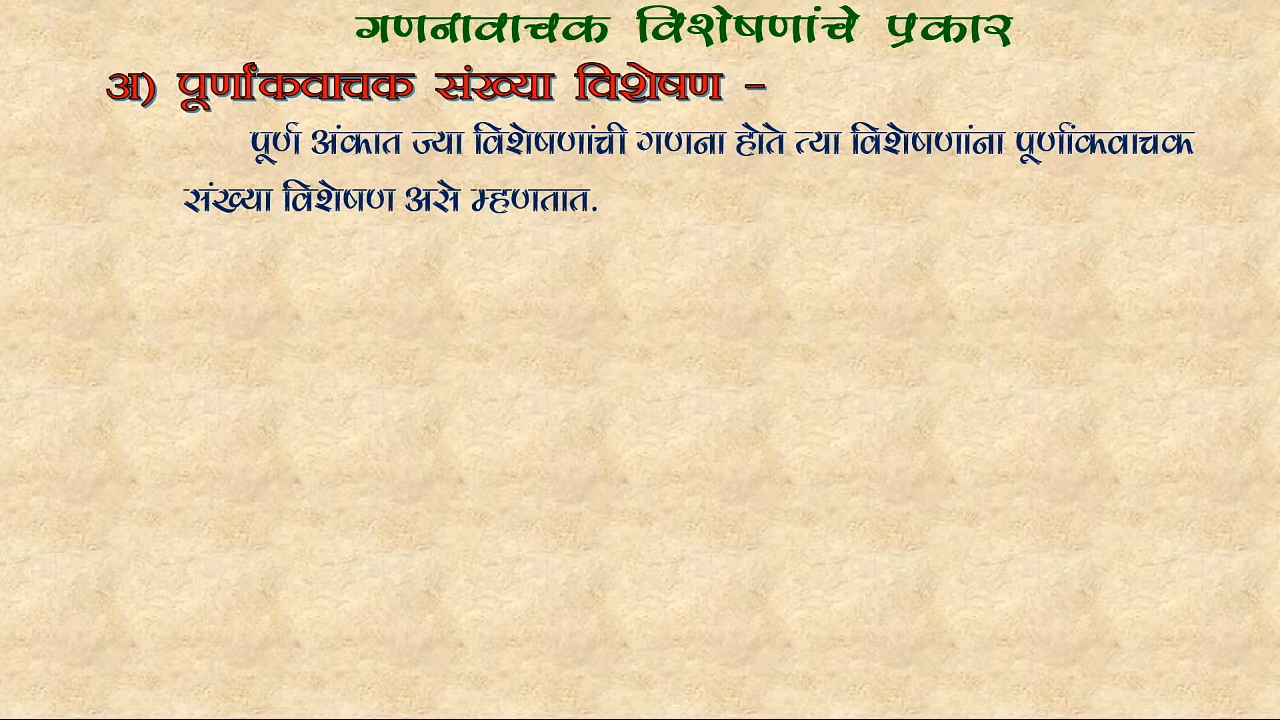 गणनावाचक विशेषणांचे प्रकार
अ) पूर्णांकवाचक संख्या विशेषण -
पूर्ण अंकात ज्या विशेषणांची गणना होते त्या विशेषणांना पूर्णांकवाचक
संख्या विशेषण असे म्हणतात.